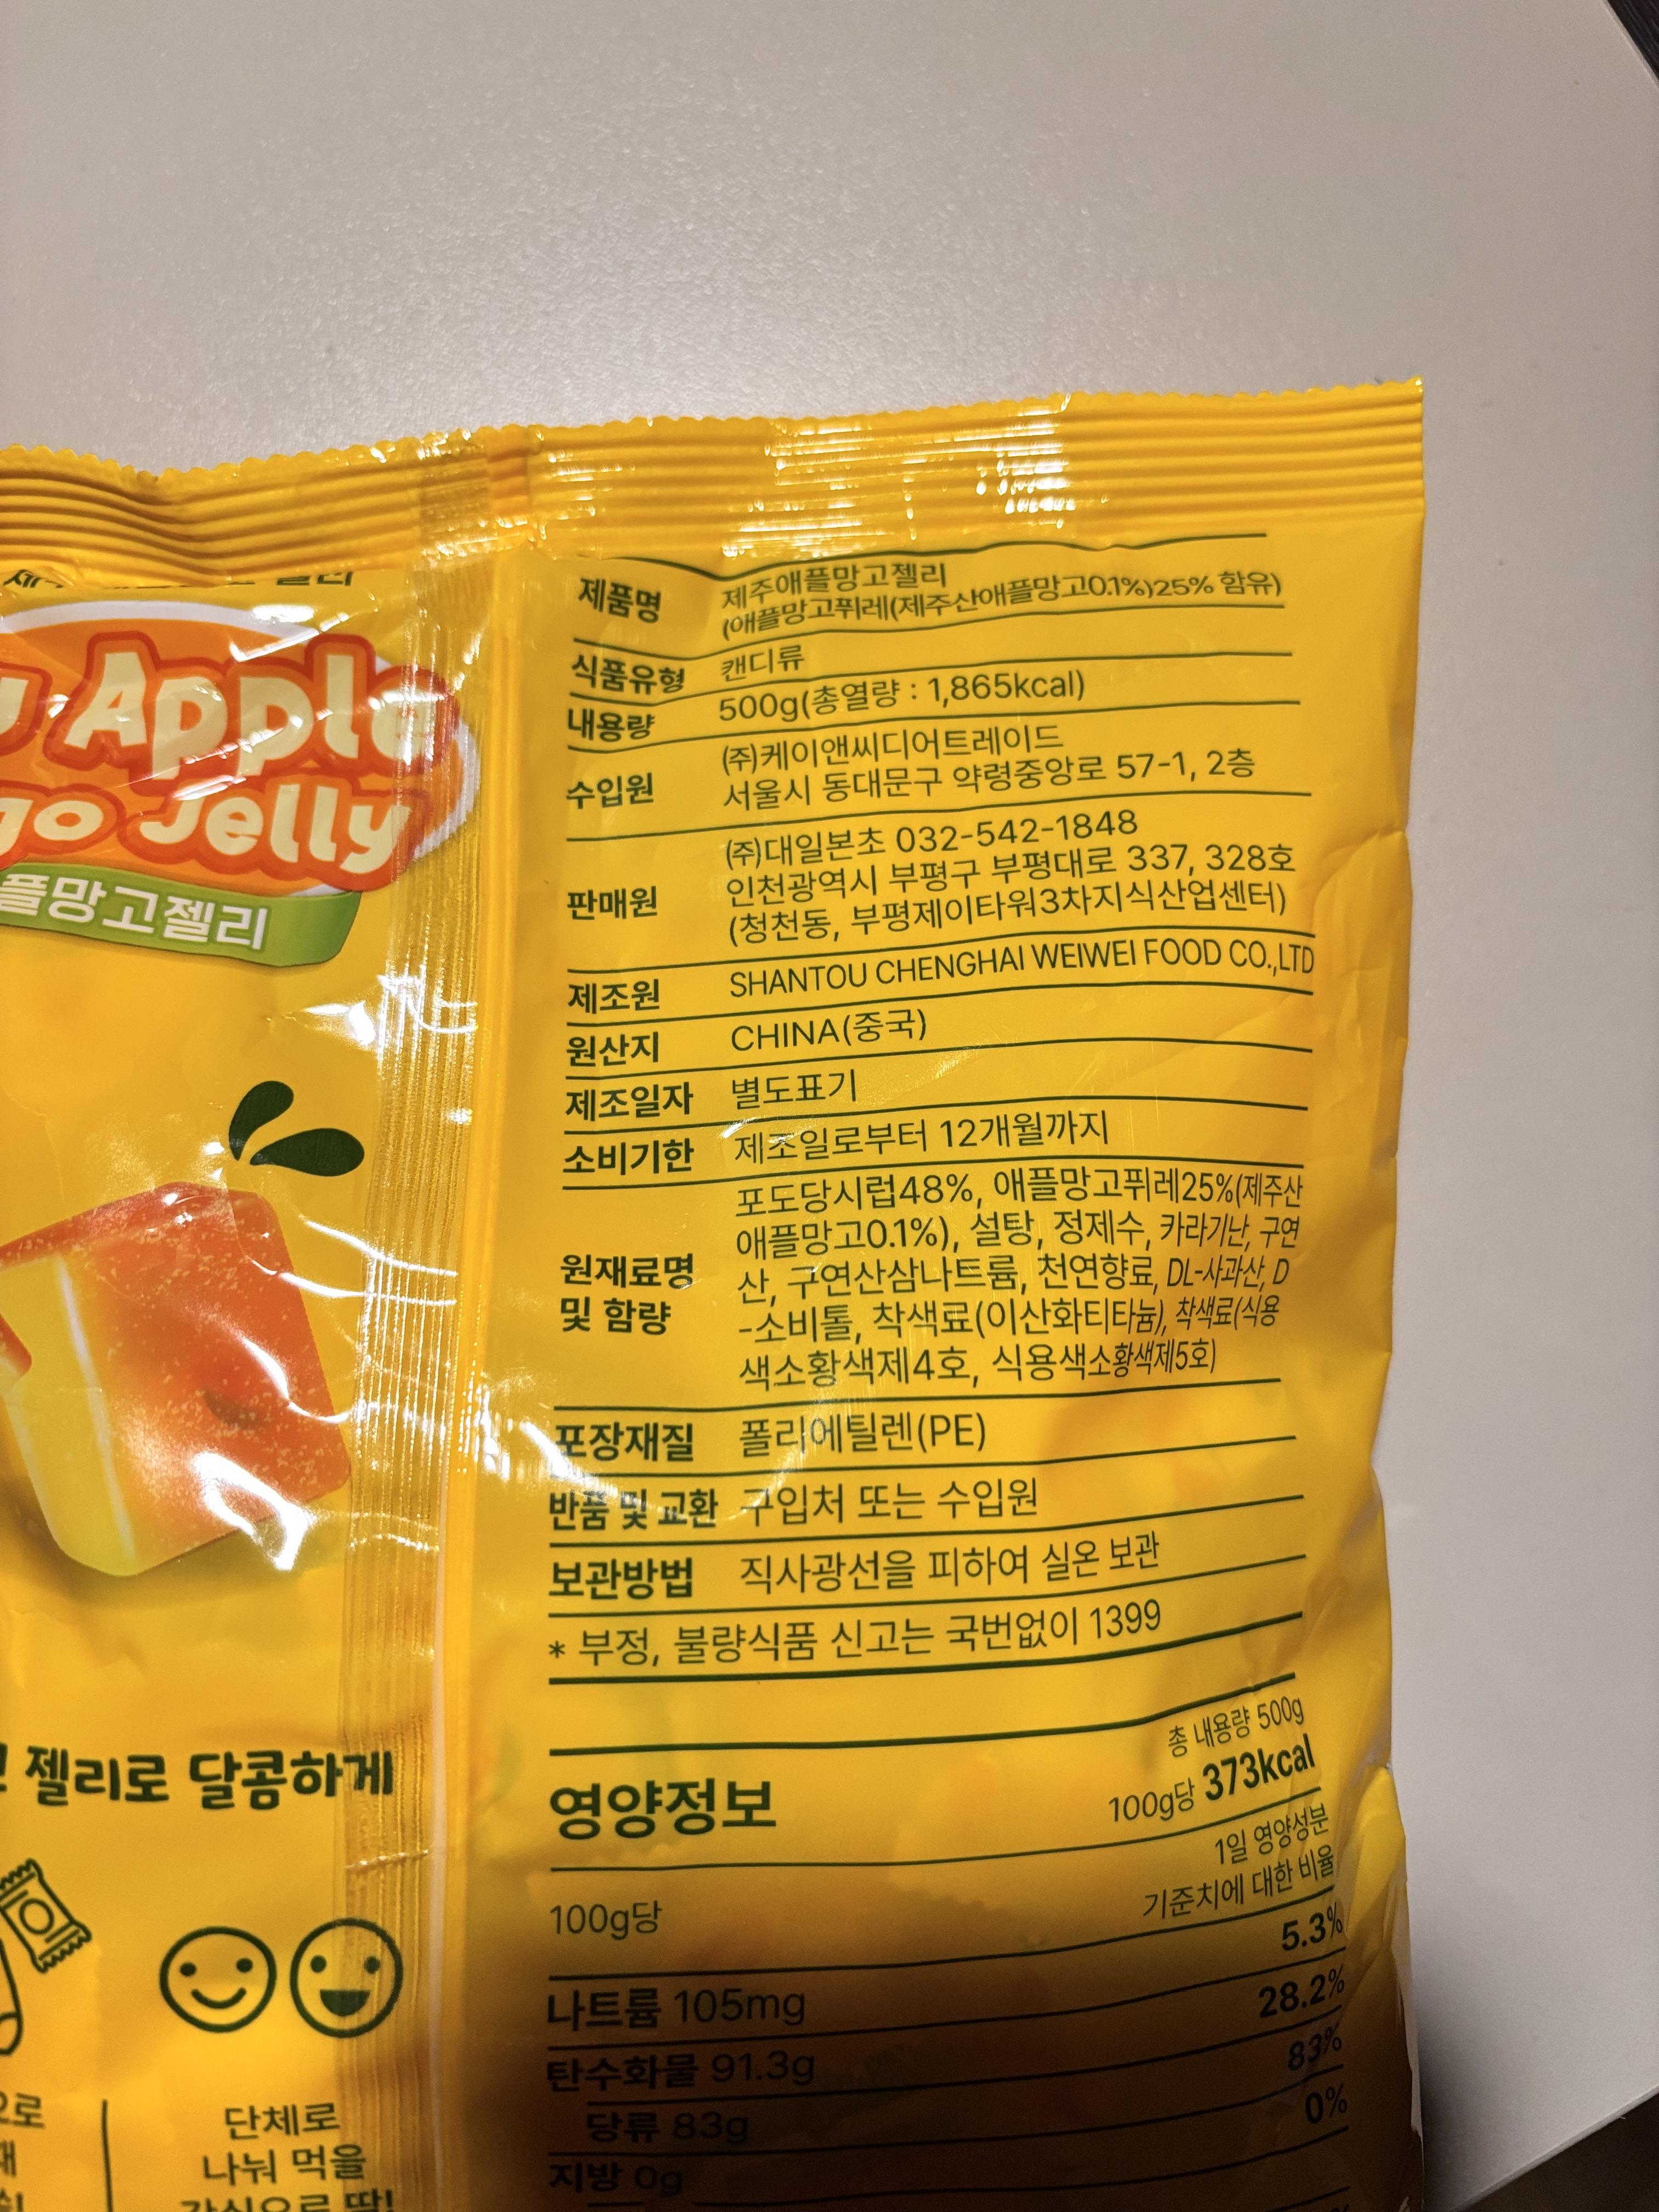 Apple
go Jelly
플망고젤리
젤리로 달콤하게
단체로
나눠 먹을
간식으로 딱!
제품명 제주애플망고젤리
(애플망고퓌레(제주산애플망고0.1%)25% 함유)
식품유형 캔디류
내용량 500g(총열량 : 1,865kcal)
수입원 (주)케이앤씨디어트레이드
서울시 동대문구 약령중앙로 57-1, 2층
판매원 (주)대일본초 032-542-1848
인천광역시 부평구 부평대로 337, 328호
(청천동, 부평제이타워3차지식산업센터)
제조원 SHANTOU CHENGHAI WEIWEI FOOD CO.,LTD
원산지 CHINA(중국)
제조일자 별도표기
소비기한 제조일로부터 12개월까지
원재료명 및 함량 포도당시럽48%, 애플망고퓌레25%(제주산
애플망고0.1%), 설탕, 정제수, 카라기난, 구연
산, 구연산삼나트륨, 천연향료, DL-사과산, D
-소비톨, 착색료(이산화티타늄), 착색료(식용
색소황색제4호, 식용색소황색제5호)
포장재질 폴리에틸렌(PE)
반품 및 교환 구입처 또는 수입원
보관방법 직사광선을 피하여 실온 보관
* 부정, 불량식품 신고는 국번없이 1399
총 내용량 500g
영양정보 100g당 373kcal
1일 영양성분
100g당 기준치에 대한 비율
나트륨 105mg 5.3%
탄수화물 91.3g 28.2%
당류 83g 83%
지방 0g 0%